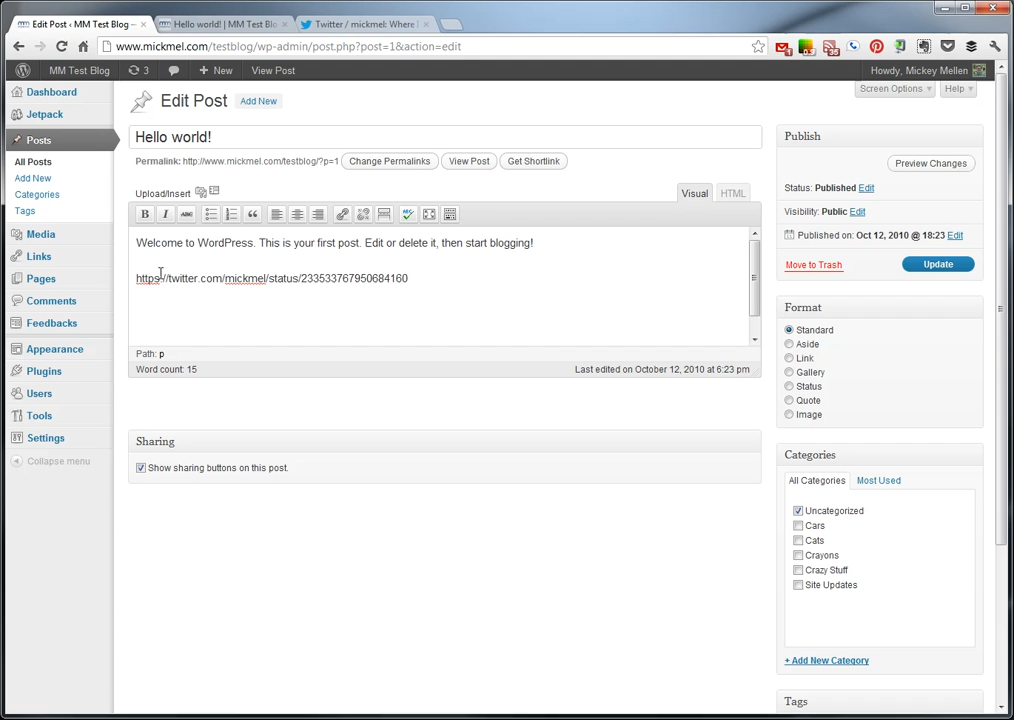 Edit Post ‹ MM Test Blog —
Hello world! | MM Test Blo
Twitter / mickmel: Where I
www.mickmel.com/testblog/wp-admin/post.php?post=1&action=edit
MM Test Blog
3
+ New
View Post
Howdy, Mickey Mellen
Screen Options
Help
Dashboard
Jetpack
Posts
All Posts
Add New
Categories
Tags
Media
Links
Pages
Comments
Feedbacks
Appearance
Plugins
Users
Tools
Settings
Collapse menu
Edit Post
Add New
Hello world!
Permalink: http://www.mickmel.com/testblog/?p=1
Change Permalinks
View Post
Get Shortlink
Upload/Insert
Visual
HTML
B
I
ABC
Welcome to WordPress. This is your first post. Edit or delete it, then start blogging!
https://twitter.com/mickmel/status/233533767950684160
Path: p
Word count: 15
Last edited on October 12, 2010 at 6:23 pm
Sharing
Show sharing buttons on this post.
Publish
Preview Changes
Status: Published Edit
Visibility: Public Edit
Published on: Oct 12, 2010 @ 18:23 Edit
Move to Trash
Update
Format
Standard
Aside
Link
Gallery
Status
Quote
Image
Categories
All Categories
Most Used
Uncategorized
Cars
Cats
Crayons
Crazy Stuff
Site Updates
+ Add New Category
Tags